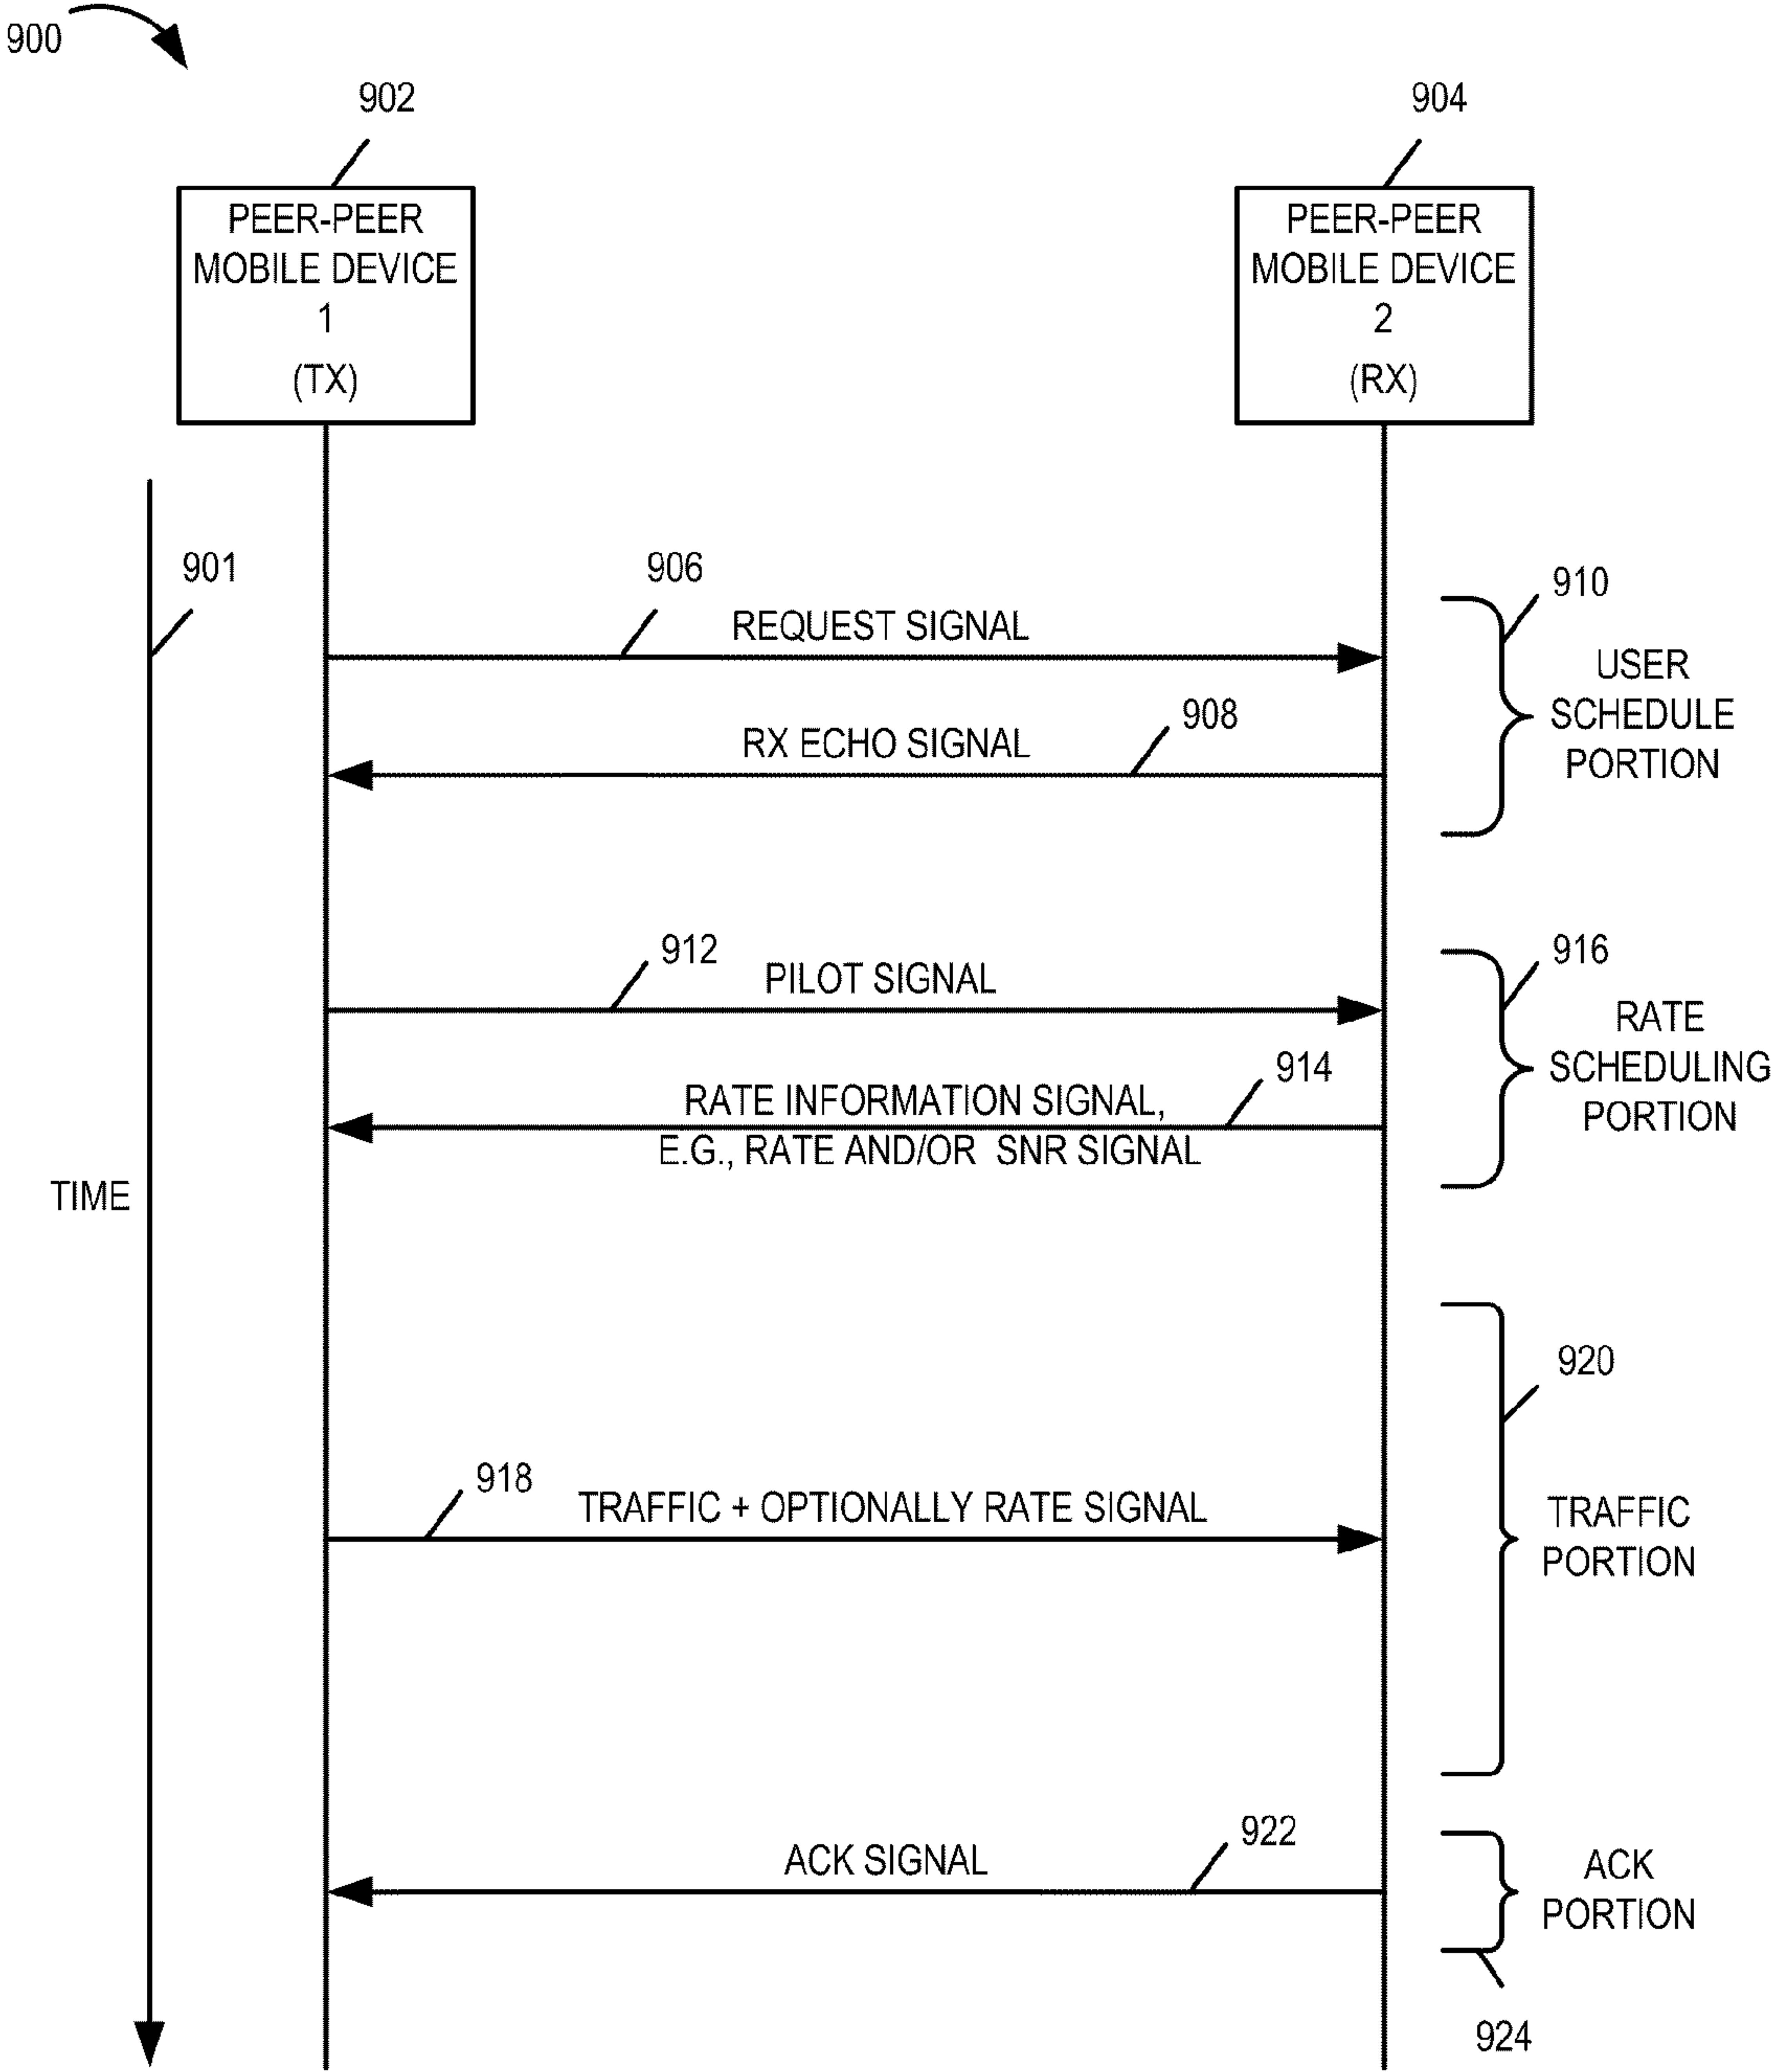 900
902
904
PEER-PEER
MOBILE DEVICE
1
(TX)
PEER-PEER
MOBILE DEVICE
2
(RX)
901
906
REQUEST SIGNAL
910
USER
SCHEDULE
PORTION
908
RX ECHO SIGNAL
912
PILOT SIGNAL
916
RATE
SCHEDULING
PORTION
914
RATE INFORMATION SIGNAL,
E.G., RATE AND/OR SNR SIGNAL
TIME
920
918
TRAFFIC + OPTIONALLY RATE SIGNAL
TRAFFIC
PORTION
922
ACK SIGNAL
ACK
PORTION
924